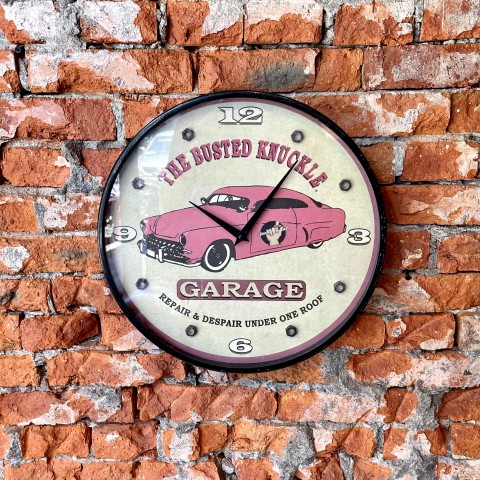 12
THE BUSTED KNUCKLE
9
3
GARAGE
REPAIR & DESPAIR UNDER ONE ROOF
6